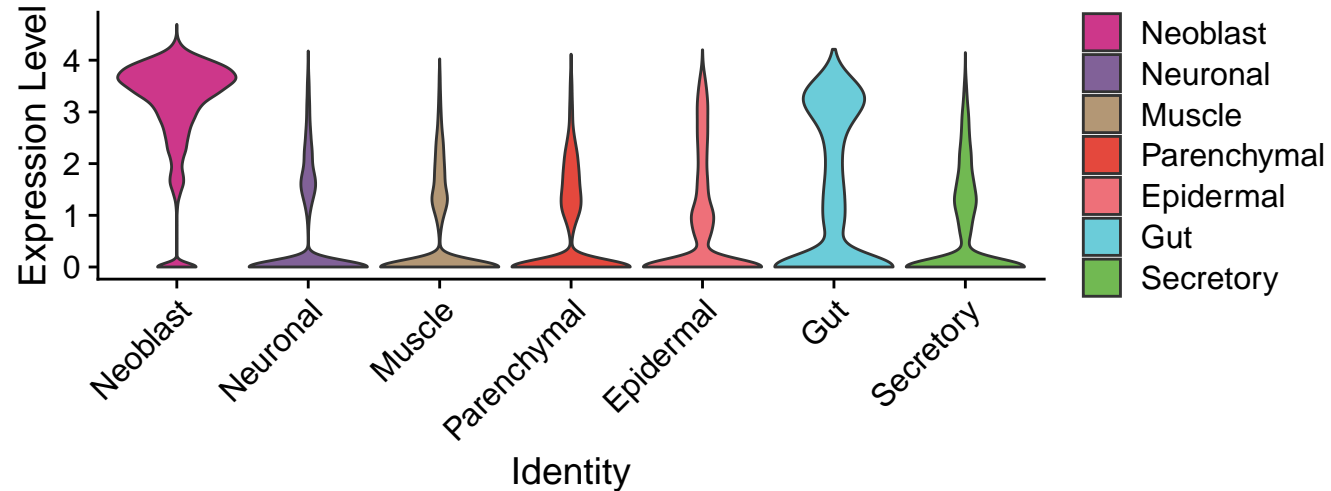 Expression Level
4
3
2
1
0
Neoblast
Neuronal
Muscle
Parenchymal
Epidermal
Gut
Secretory
Identity
Neoblast
Neuronal
Muscle
Parenchymal
Epidermal
Gut
Secretory